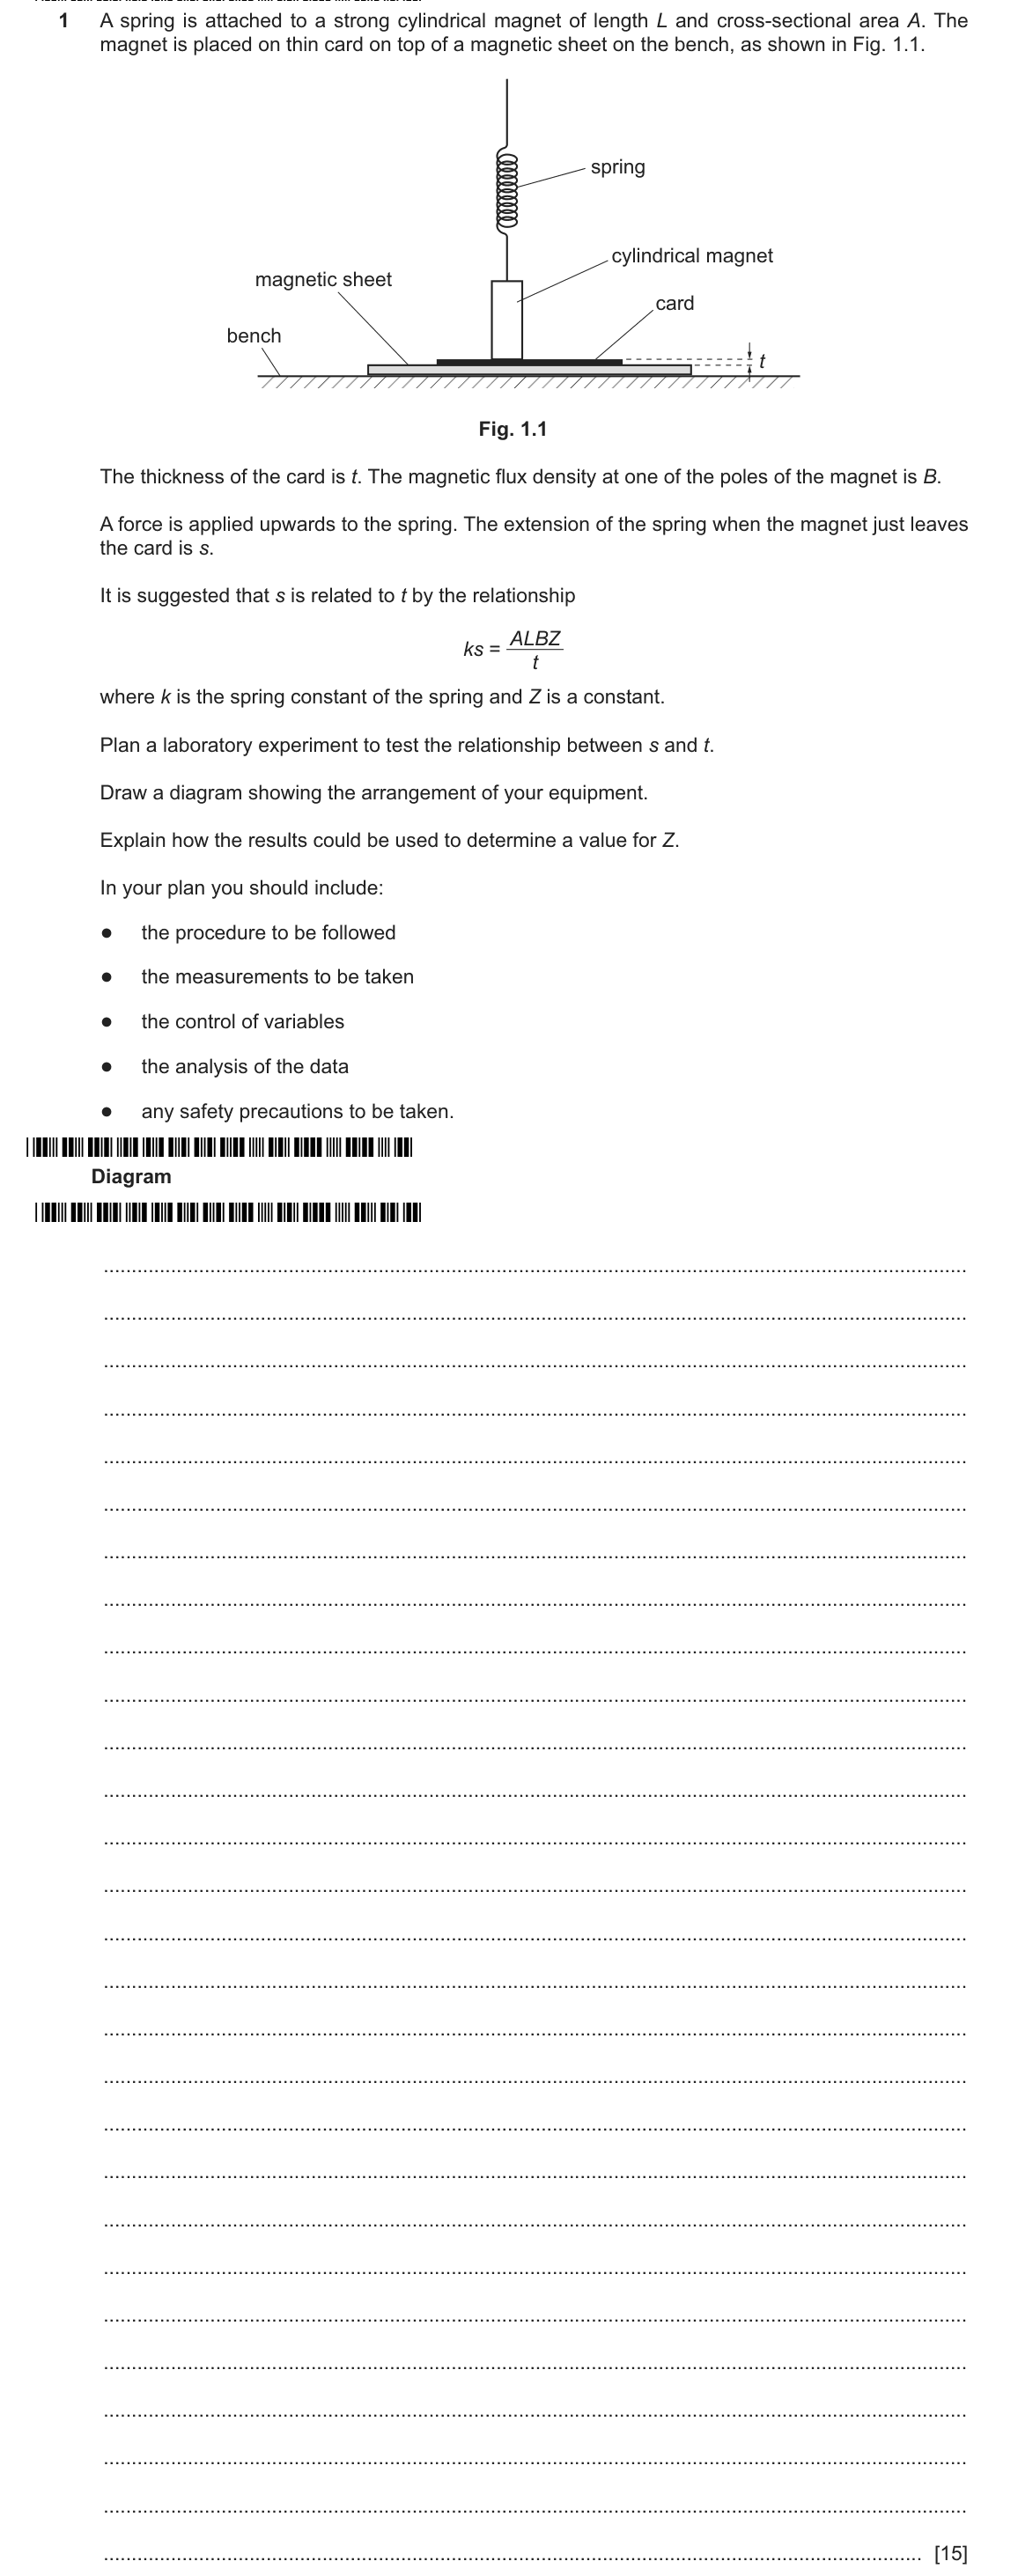 1 A spring is attached to a strong cylindrical magnet of length L and cross-sectional area A. The
magnet is placed on thin card on top of a magnetic sheet on the bench, as shown in Fig. 1.1.
spring
cylindrical magnet
magnetic sheet
card
bench
t
Fig. 1.1
The thickness of the card is t. The magnetic flux density at one of the poles of the magnet is B.
A force is applied upwards to the spring. The extension of the spring when the magnet just leaves
the card is s.
It is suggested that s is related to t by the relationship
ks = ALBZ / t
where k is the spring constant of the spring and Z is a constant.
Plan a laboratory experiment to test the relationship between s and t.
Draw a diagram showing the arrangement of your equipment.
Explain how the results could be used to determine a value for Z.
In your plan you should include:
● the procedure to be followed
● the measurements to be taken
● the control of variables
● the analysis of the data
● any safety precautions to be taken.
Diagram
[15]